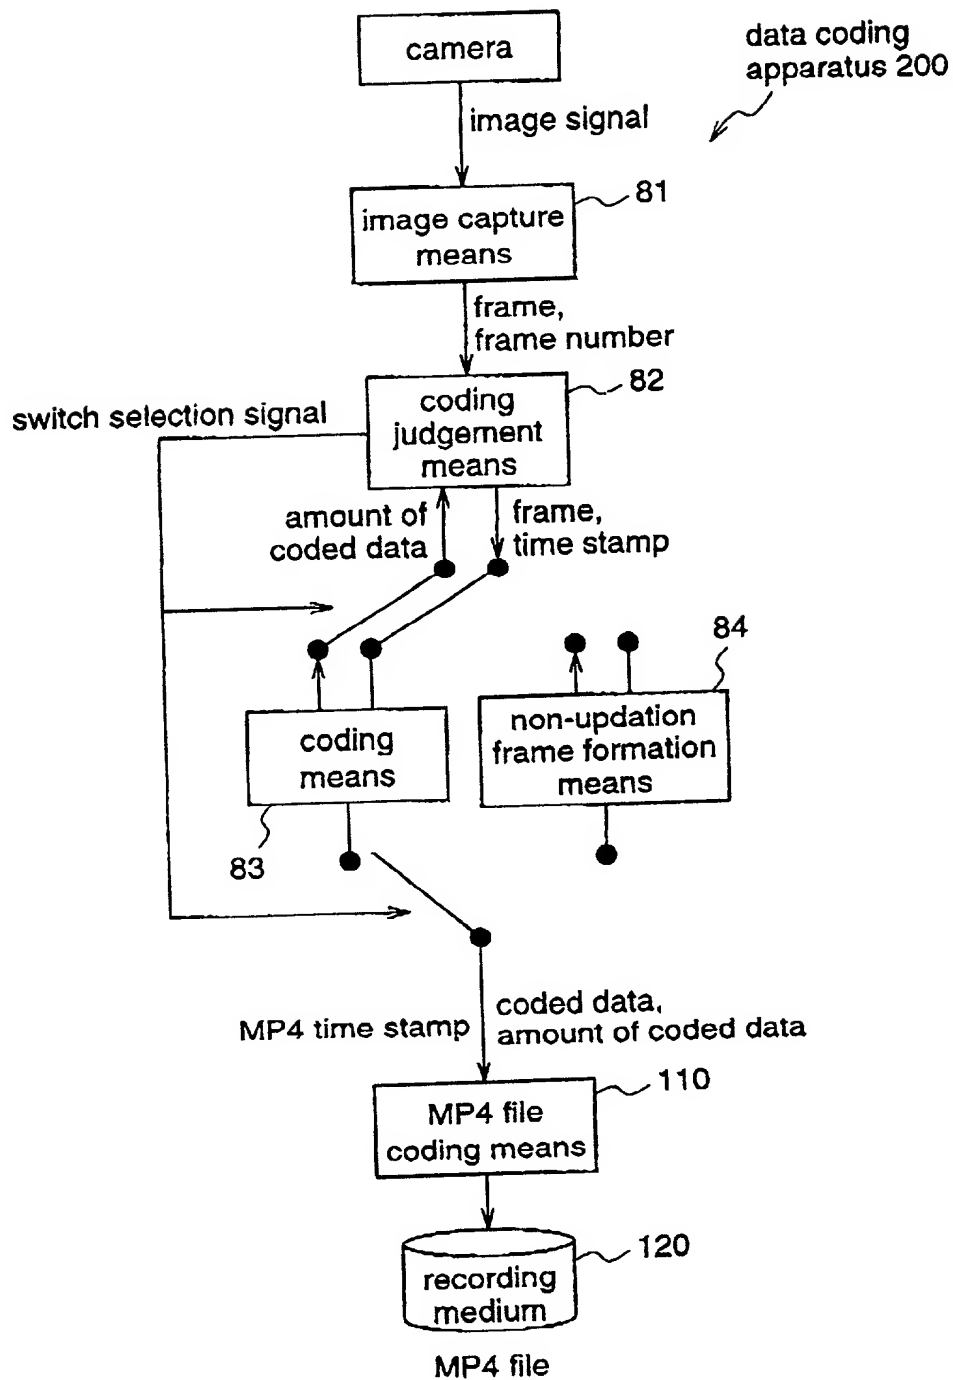 camera
data coding
apparatus 200
image signal
81
image capture
means
frame,
frame number
82
coding
judgement
means
switch selection signal
amount of
coded data
frame,
time stamp
84
coding
means
non-updation
frame formation
means
83
MP4 time stamp
coded data,
amount of coded data
110
MP4 file
coding means
120
recording
medium
MP4 file